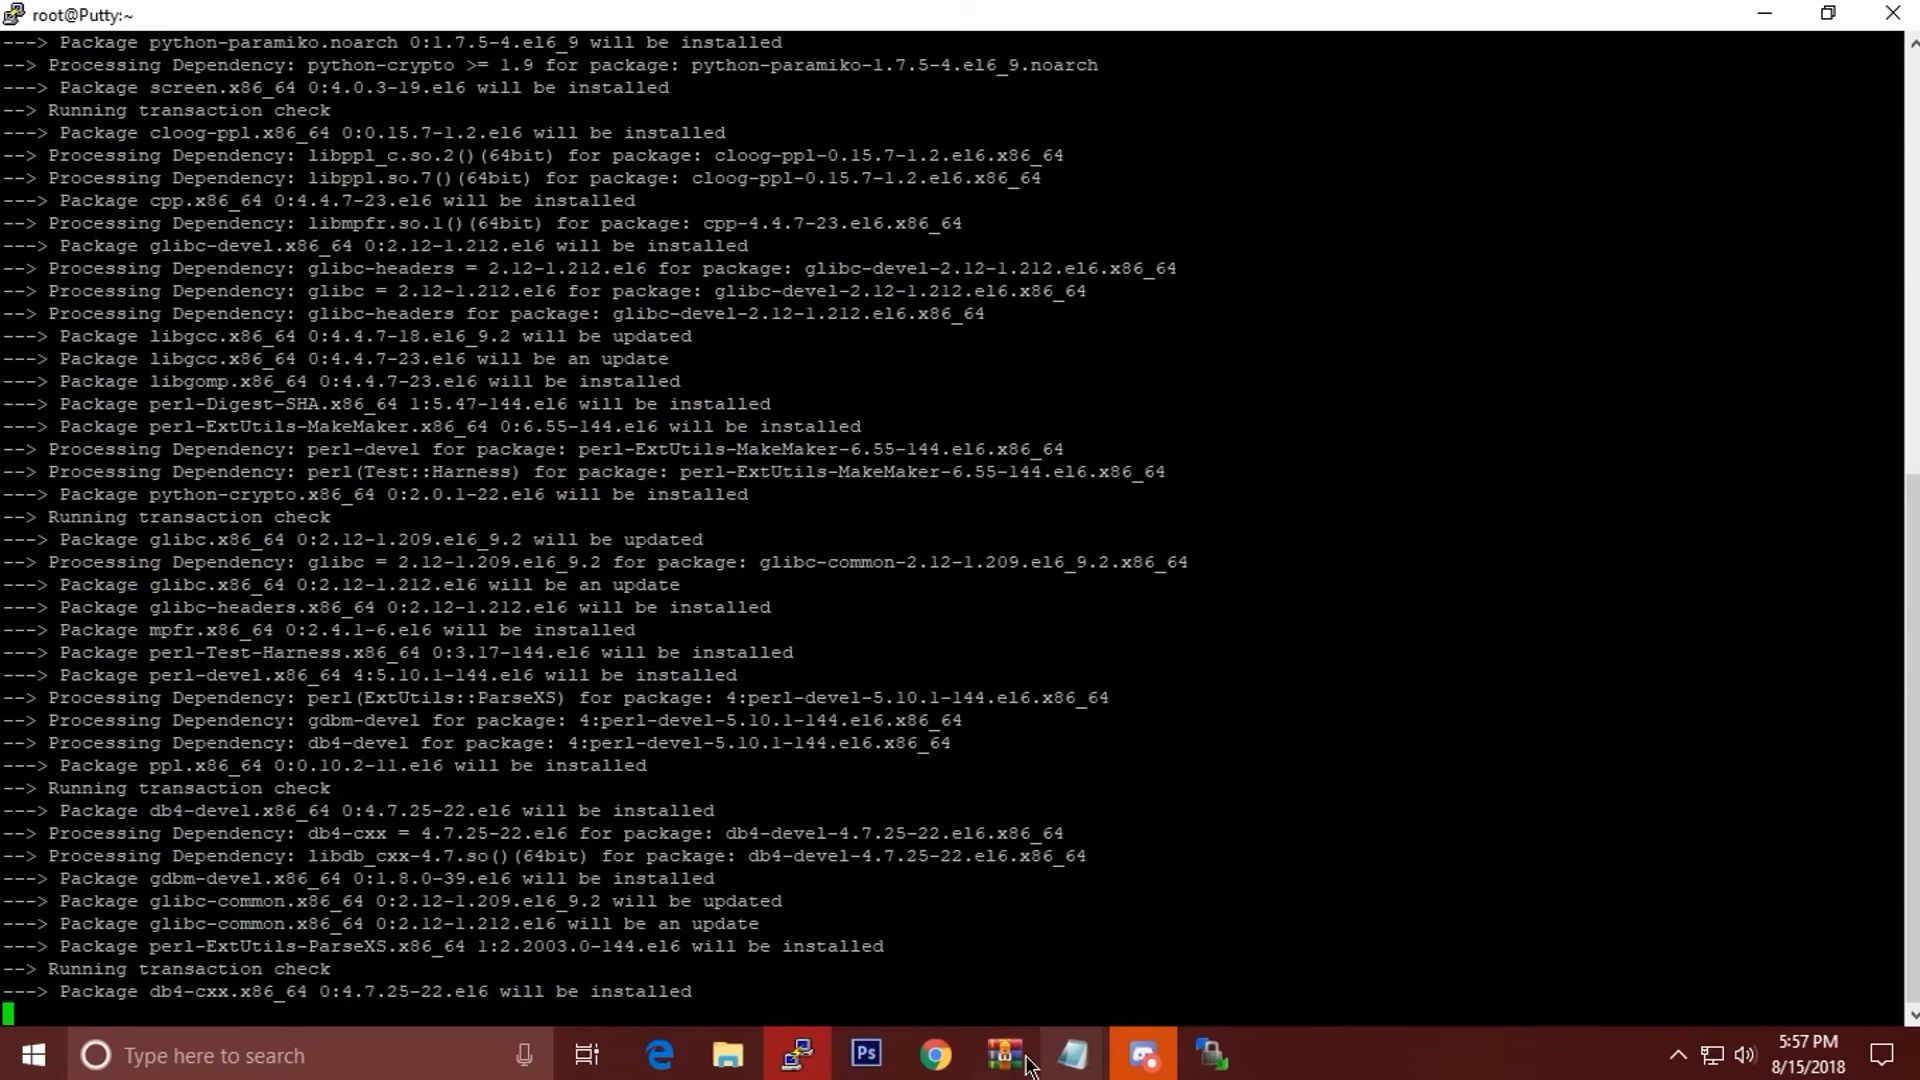 root@Putty:~
---> Package python-paramiko.noarch 0:1.7.5-4.el6_9 will be installed
--> Processing Dependency: python-crypto >= 1.9 for package: python-paramiko-1.7.5-4.el6_9.noarch
---> Package screen.x86_64 0:4.0.3-19.el6 will be installed
--> Running transaction check
---> Package cloog-ppl.x86_64 0:0.15.7-1.2.el6 will be installed
--> Processing Dependency: libppl_c.so.2()(64bit) for package: cloog-ppl-0.15.7-1.2.el6.x86_64
--> Processing Dependency: libppl.so.7()(64bit) for package: cloog-ppl-0.15.7-1.2.el6.x86_64
---> Package cpp.x86_64 0:4.4.7-23.el6 will be installed
--> Processing Dependency: libmpfr.so.1()(64bit) for package: cpp-4.4.7-23.el6.x86_64
---> Package glibc-devel.x86_64 0:2.12-1.212.el6 will be installed
--> Processing Dependency: glibc-headers = 2.12-1.212.el6 for package: glibc-devel-2.12-1.212.el6.x86_64
--> Processing Dependency: glibc = 2.12-1.212.el6 for package: glibc-devel-2.12-1.212.el6.x86_64
--> Processing Dependency: glibc-headers for package: glibc-devel-2.12-1.212.el6.x86_64
---> Package libgcc.x86_64 0:4.4.7-18.el6_9.2 will be updated
---> Package libgcc.x86_64 0:4.4.7-23.el6 will be an update
---> Package libgomp.x86_64 0:4.4.7-23.el6 will be installed
---> Package perl-Digest-SHA.x86_64 1:5.47-144.el6 will be installed
---> Package perl-ExtUtils-MakeMaker.x86_64 0:6.55-144.el6 will be installed
--> Processing Dependency: perl-devel for package: perl-ExtUtils-MakeMaker-6.55-144.el6.x86_64
--> Processing Dependency: perl(Test::Harness) for package: perl-ExtUtils-MakeMaker-6.55-144.el6.x86_64
---> Package python-crypto.x86_64 0:2.0.1-22.el6 will be installed
--> Running transaction check
---> Package glibc.x86_64 0:2.12-1.209.el6_9.2 will be updated
--> Processing Dependency: glibc = 2.12-1.209.el6_9.2 for package: glibc-common-2.12-1.209.el6_9.2.x86_64
---> Package glibc.x86_64 0:2.12-1.212.el6 will be an update
---> Package glibc-headers.x86_64 0:2.12-1.212.el6 will be installed
---> Package mpfr.x86_64 0:2.4.1-6.el6 will be installed
---> Package perl-Test-Harness.x86_64 0:3.17-144.el6 will be installed
---> Package perl-devel.x86_64 4:5.10.1-144.el6 will be installed
--> Processing Dependency: perl(ExtUtils::ParseXS) for package: 4:perl-devel-5.10.1-144.el6.x86_64
--> Processing Dependency: gdbm-devel for package: 4:perl-devel-5.10.1-144.el6.x86_64
--> Processing Dependency: db4-devel for package: 4:perl-devel-5.10.1-144.el6.x86_64
---> Package ppl.x86_64 0:0.10.2-11.el6 will be installed
--> Running transaction check
---> Package db4-devel.x86_64 0:4.7.25-22.el6 will be installed
--> Processing Dependency: db4-cxx = 4.7.25-22.el6 for package: db4-devel-4.7.25-22.el6.x86_64
--> Processing Dependency: libdb_cxx-4.7.so()(64bit) for package: db4-devel-4.7.25-22.el6.x86_64
---> Package gdbm-devel.x86_64 0:1.8.0-39.el6 will be installed
---> Package glibc-common.x86_64 0:2.12-1.209.el6_9.2 will be updated
---> Package glibc-common.x86_64 0:2.12-1.212.el6 will be an update
---> Package perl-ExtUtils-ParseXS.x86_64 1:2.2003.0-144.el6 will be installed
--> Running transaction check
---> Package db4-cxx.x86_64 0:4.7.25-22.el6 will be installed
Type here to search
Ps
5:57 PM
8/15/2018